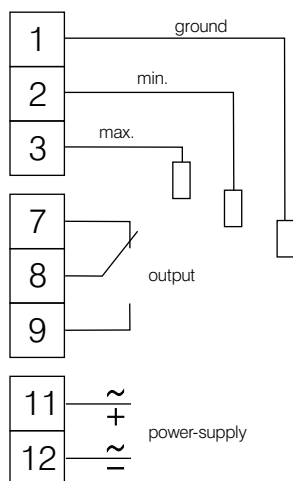 1 ground
2 min.
3 max.
7
8 output
9
11 ~ +
power-supply
12 ~ −